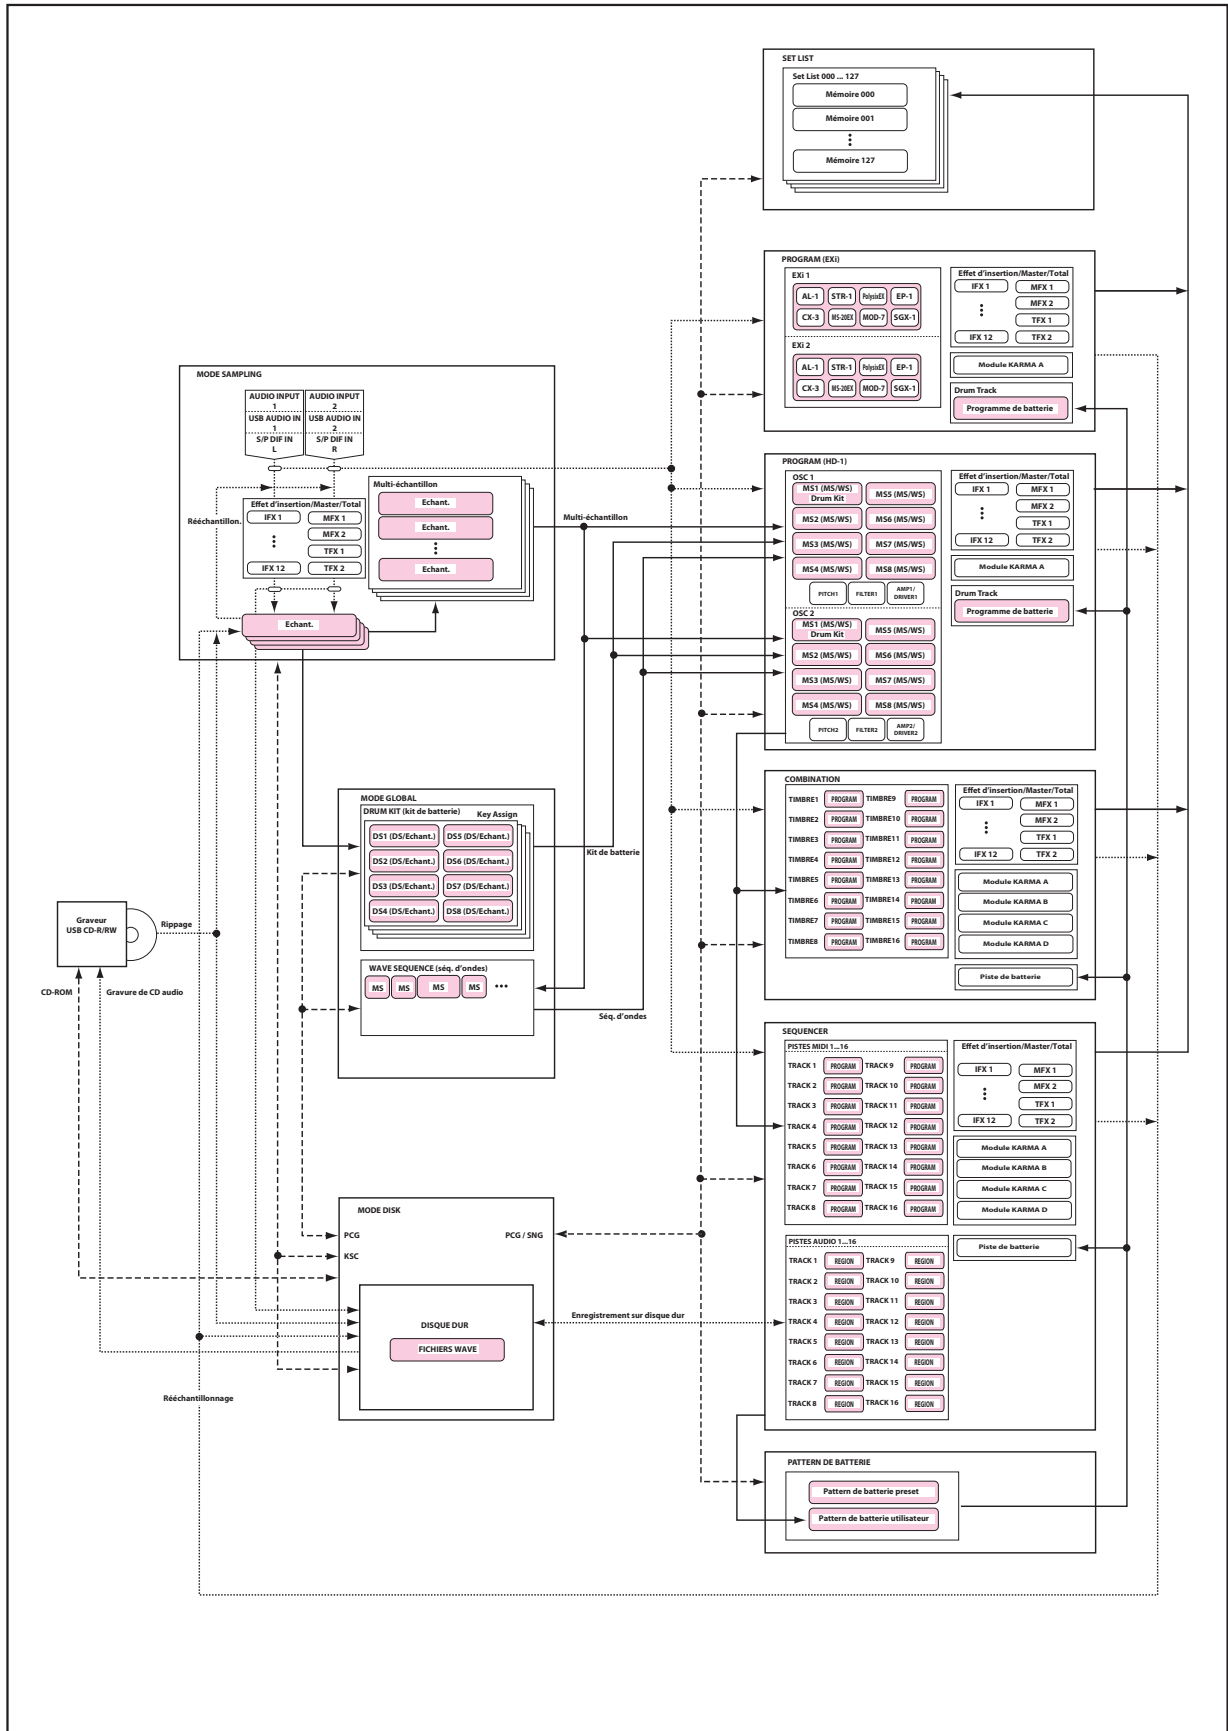 SET LIST
Set List 000 ... 127
Mémoire 000
Mémoire 001
Mémoire 127
PROGRAM (EXi)
EXi 1
AL-1 STR-1 PolysixEX EP-1
CX-3 MS-20EX MOD-7 SGX-1
EXi 2
AL-1 STR-1 PolysixEX EP-1
CX-3 MS-20EX MOD-7 SGX-1
Effet d'insertion/Master/Total
IFX 1 MFX 1
MFX 2
TFX 1
IFX 12 TFX 2
Module KARMA A
Drum Track
Programme de batterie
MODE SAMPLING
AUDIO INPUT 1 AUDIO INPUT 2
USB AUDIO IN 1 USB AUDIO IN 2
S/P DIF IN L S/P DIF IN R
Rééchantillon.
Effet d'insertion/Master/Total
IFX 1 MFX 1
MFX 2
TFX 1
IFX 12 TFX 2
Echant.
Multi-échantillon
Echant.
Echant.
Echant.
Multi-échantillon
PROGRAM (HD-1)
OSC 1
MS1 (MS/WS) Drum Kit MS5 (MS/WS)
MS2 (MS/WS) MS6 (MS/WS)
MS3 (MS/WS) MS7 (MS/WS)
MS4 (MS/WS) MS8 (MS/WS)
PITCH1 FILTER1 AMP1/DRIVER1
OSC 2
MS1 (MS/WS) Drum Kit MS5 (MS/WS)
MS2 (MS/WS) MS6 (MS/WS)
MS3 (MS/WS) MS7 (MS/WS)
MS4 (MS/WS) MS8 (MS/WS)
PITCH2 FILTER2 AMP2/DRIVER2
Effet d'insertion/Master/Total
IFX 1 MFX 1
MFX 2
TFX 1
IFX 12 TFX 2
Module KARMA A
Drum Track
Programme de batterie
MODE GLOBAL
DRUM KIT (kit de batterie)
Key Assign
DS1 (DS/Echant.) DS5 (DS/Echant.)
DS2 (DS/Echant.) DS6 (DS/Echant.)
DS3 (DS/Echant.) DS7 (DS/Echant.)
DS4 (DS/Echant.) DS8 (DS/Echant.)
Kit de batterie
WAVE SEQUENCE (séq. d'ondes)
MS MS MS MS
Séq. d'ondes
Graveur
USB CD-R/RW
Rippage
CD-ROM
Gravure de CD audio
COMBINATION
TIMBRE1 PROGRAM TIMBRE9 PROGRAM
TIMBRE2 PROGRAM TIMBRE10 PROGRAM
TIMBRE3 PROGRAM TIMBRE11 PROGRAM
TIMBRE4 PROGRAM TIMBRE12 PROGRAM
TIMBRE5 PROGRAM TIMBRE13 PROGRAM
TIMBRE6 PROGRAM TIMBRE14 PROGRAM
TIMBRE7 PROGRAM TIMBRE15 PROGRAM
TIMBRE8 PROGRAM TIMBRE16 PROGRAM
Effet d'insertion/Master/Total
IFX 1 MFX 1
MFX 2
TFX 1
IFX 12 TFX 2
Module KARMA A
Module KARMA B
Module KARMA C
Module KARMA D
Piste de batterie
SEQUENCER
PISTES MIDI 1...16
TRACK 1 PROGRAM TRACK 9 PROGRAM
TRACK 2 PROGRAM TRACK 10 PROGRAM
TRACK 3 PROGRAM TRACK 11 PROGRAM
TRACK 4 PROGRAM TRACK 12 PROGRAM
TRACK 5 PROGRAM TRACK 13 PROGRAM
TRACK 6 PROGRAM TRACK 14 PROGRAM
TRACK 7 PROGRAM TRACK 15 PROGRAM
TRACK 8 PROGRAM TRACK 16 PROGRAM
Effet d'insertion/Master/Total
IFX 1 MFX 1
MFX 2
TFX 1
IFX 12 TFX 2
Module KARMA A
Module KARMA B
Module KARMA C
Module KARMA D
Piste de batterie
PISTES AUDIO 1...16
TRACK 1 REGION TRACK 9 REGION
TRACK 2 REGION TRACK 10 REGION
TRACK 3 REGION TRACK 11 REGION
TRACK 4 REGION TRACK 12 REGION
TRACK 5 REGION TRACK 13 REGION
TRACK 6 REGION TRACK 14 REGION
TRACK 7 REGION TRACK 15 REGION
TRACK 8 REGION TRACK 16 REGION
MODE DISK
PCG PCG / SNG
KSC
DISQUE DUR
FICHIERS WAVE
Enregistrement sur disque dur
Rééchantillonnage
PATTERN DE BATTERIE
Pattern de batterie preset
Pattern de batterie utilisateur